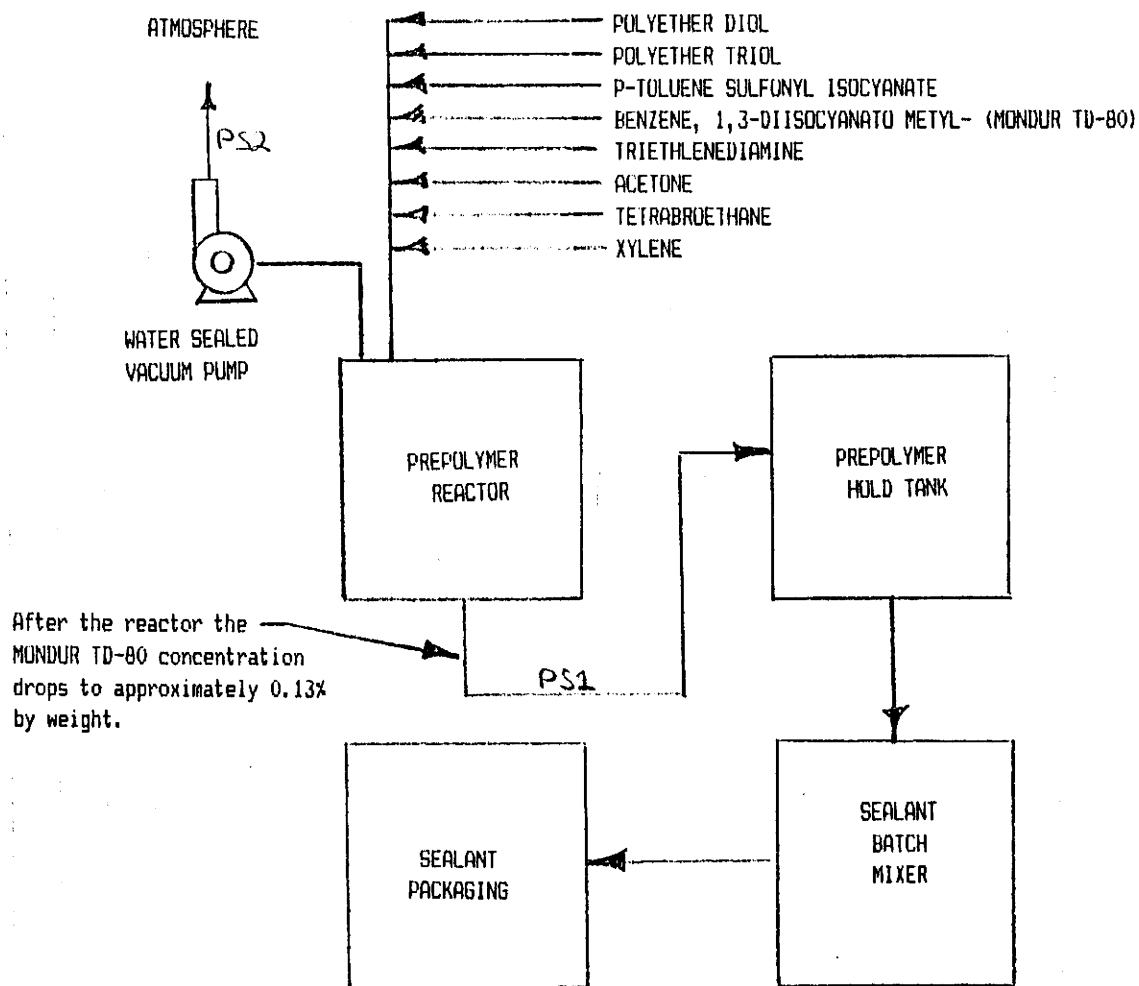 ATMOSPHERE
PS2
WATER SEALED
VACUUM PUMP
POLYETHER DIOL
POLYETHER TRIOL
P-TOLUENE SULFONYL ISOCYANATE
BENZENE, 1,3-DIISOCYANATO METYL- (MONDUR TD-80)
TRIETHLENEDIAMINE
ACETONE
TETRABROETHANE
XYLENE
PREPOLYMER
REACTOR
PREPOLYMER
HOLD TANK
After the reactor the
MONDUR TD-80 concentration
drops to approximately 0.13%
by weight.
PS1
SEALANT
BATCH
MIXER
SEALANT
PACKAGING